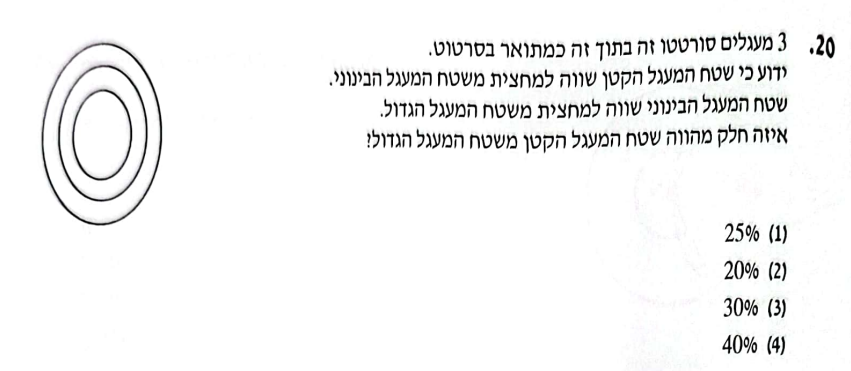 20. 3 מעגלים סורטטו זה בתוך זה כמתואר בסרטוט.
ידוע כי שטח המעגל הקטן שווה למחצית משטח המעגל הבינוני.
שטח המעגל הבינוני שווה למחצית משטח המעגל הגדול.
איזה חלק מהווה שטח המעגל הקטן משטח המעגל הגדול?
(1) 25%
(2) 20%
(3) 30%
(4) 40%